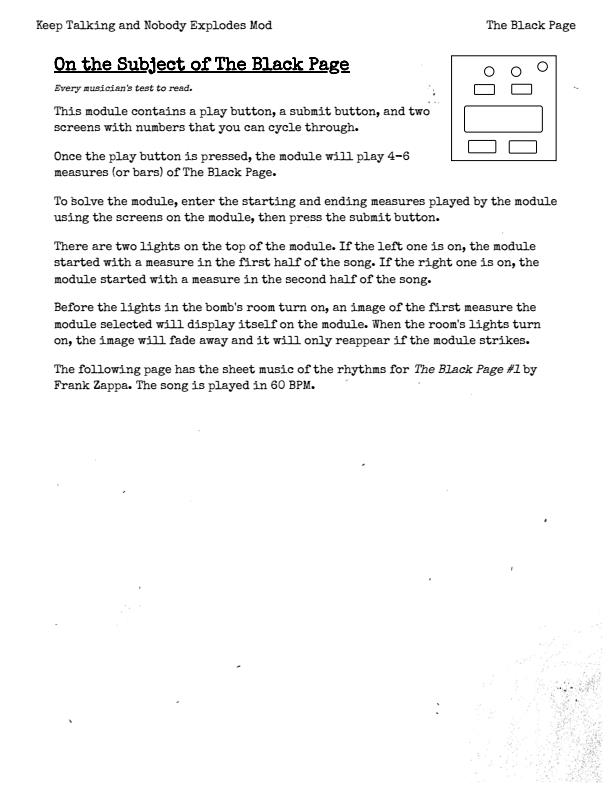 Keep Talking and Nobody Explodes Mod
The Black Page
On the Subject of The Black Page
Every musician's test to read.
This module contains a play button, a submit button, and two
screens with numbers that you can cycle through.
Once the play button is pressed, the module will play 4-6
measures (or bars) of The Black Page.
To solve the module, enter the starting and ending measures played by the module
using the screens on the module, then press the submit button.
There are two lights on the top of the module. If the left one is on, the module
started with a measure in the first half of the song. If the right one is on, the
module started with a measure in the second half of the song.
Before the lights in the bomb's room turn on, an image of the first measure the
module selected will display itself on the module. When the room's lights turn
on, the image will fade away and it will only reappear if the module strikes.
The following page has the sheet music of the rhythms for The Black Page #1 by
Frank Zappa. The song is played in 60 BPM.